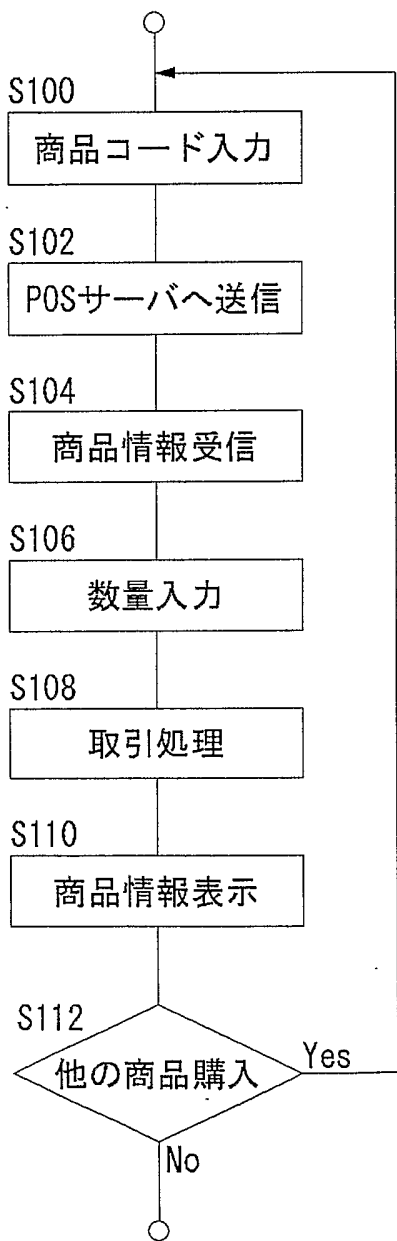 S100
商品コード入力
S102
POSサーバへ送信
S104
商品情報受信
S106
数量入力
S108
取引処理
S110
商品情報表示
S112
他の商品購入
Yes
No